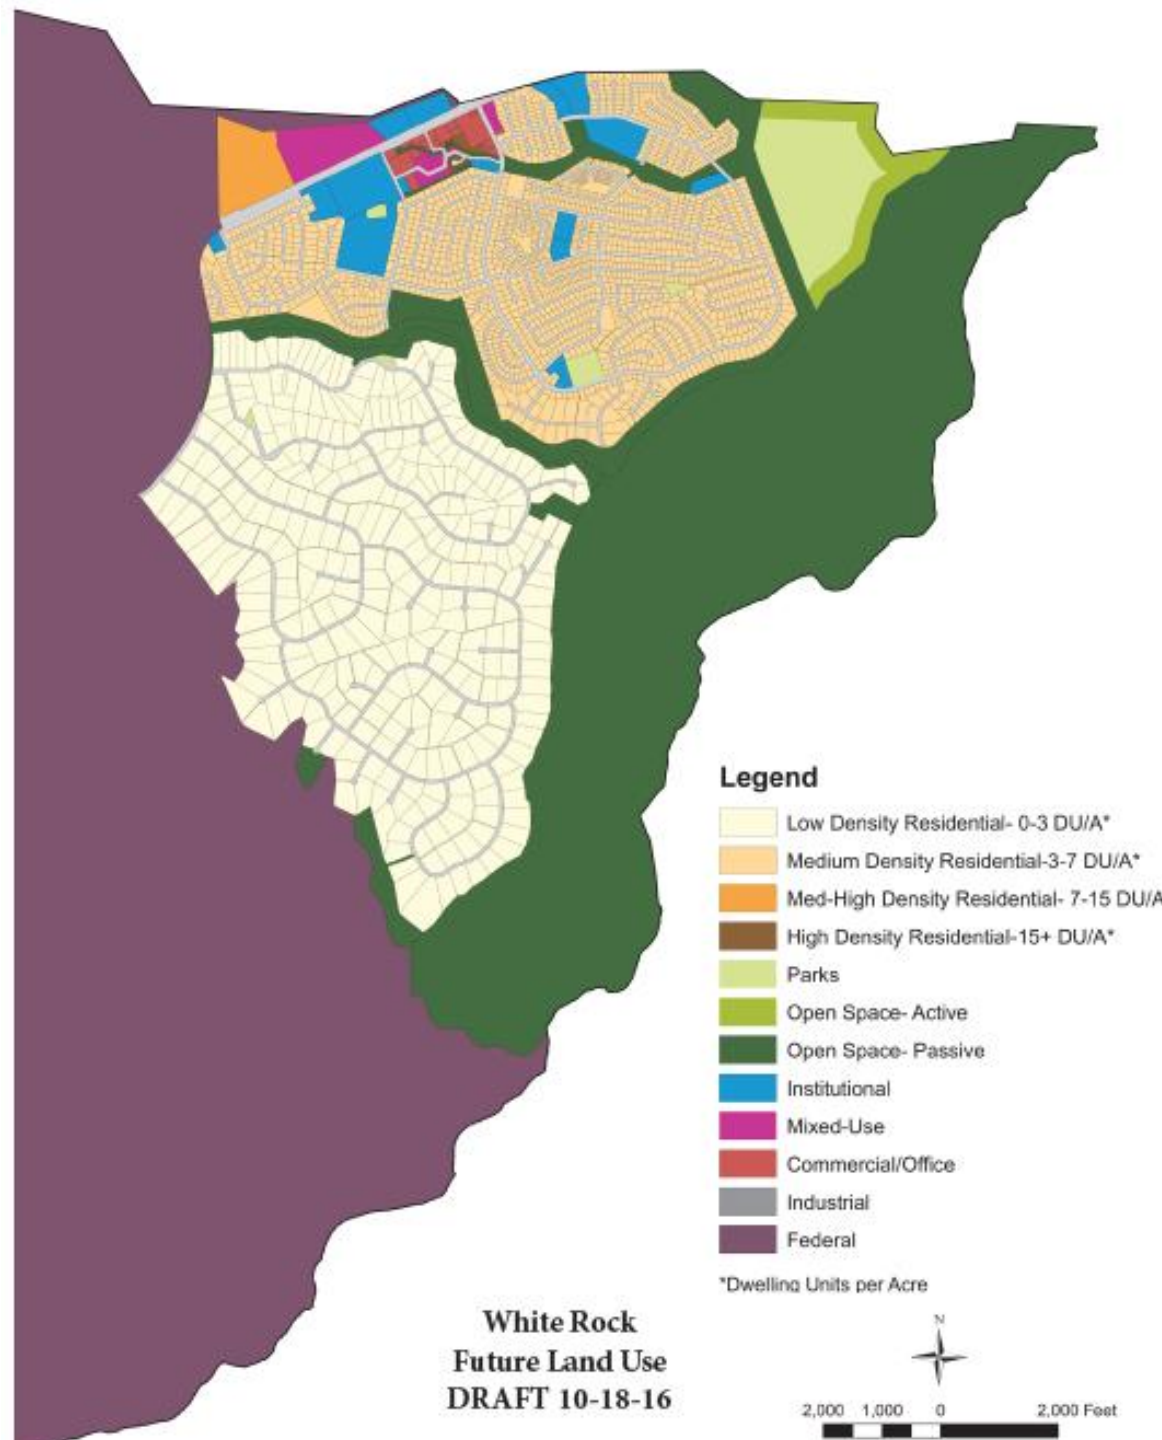 Legend
Low Density Residential- 0-3 DU/A*
Medium Density Residential-3-7 DU/A*
Med-High Density Residential- 7-15 DU/A
High Density Residential-15+ DU/A*
Parks
Open Space- Active
Open Space- Passive
Institutional
Mixed-Use
Commercial/Office
Industrial
Federal
*Dwelling Units per Acre
White Rock
Future Land Use
DRAFT 10-18-16
N
2,000 1,000 0 2,000 Feet